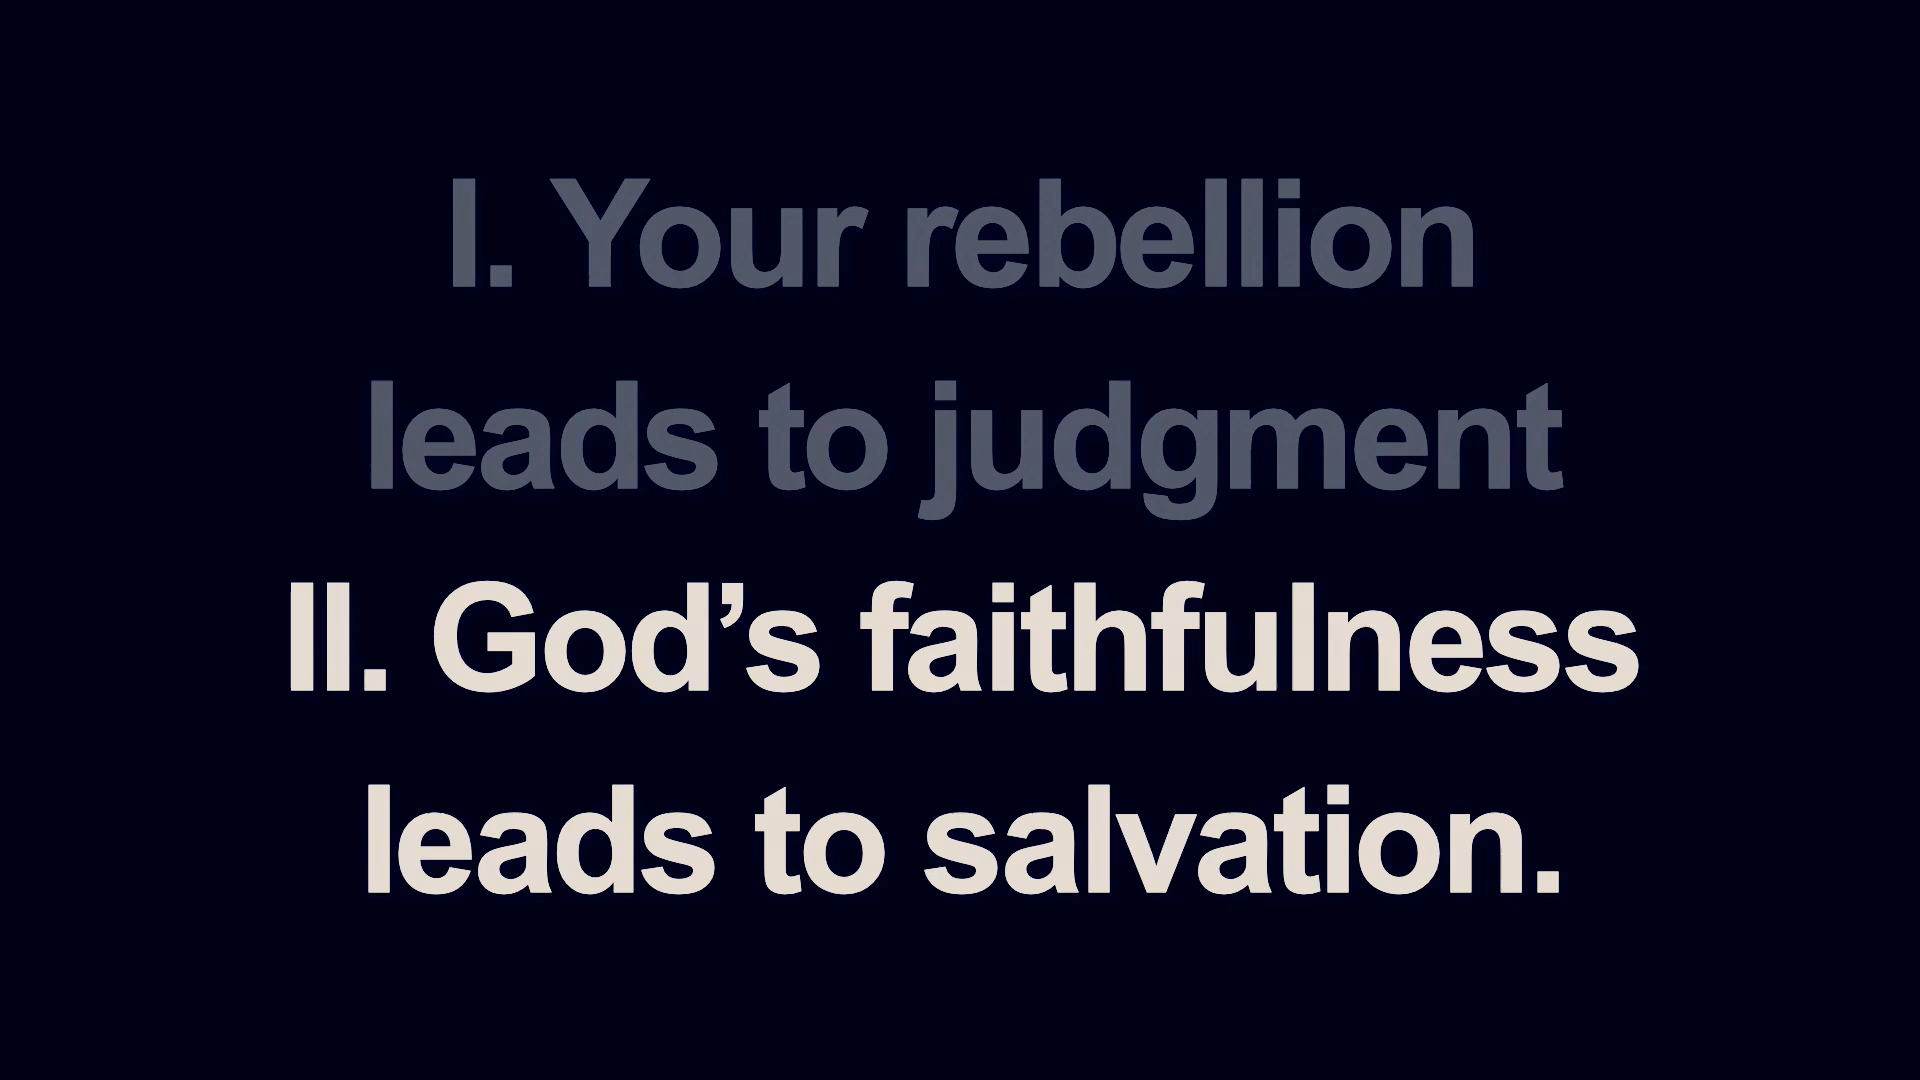 I. Your rebellion
leads to judgment
II. God’s faithfulness
leads to salvation.